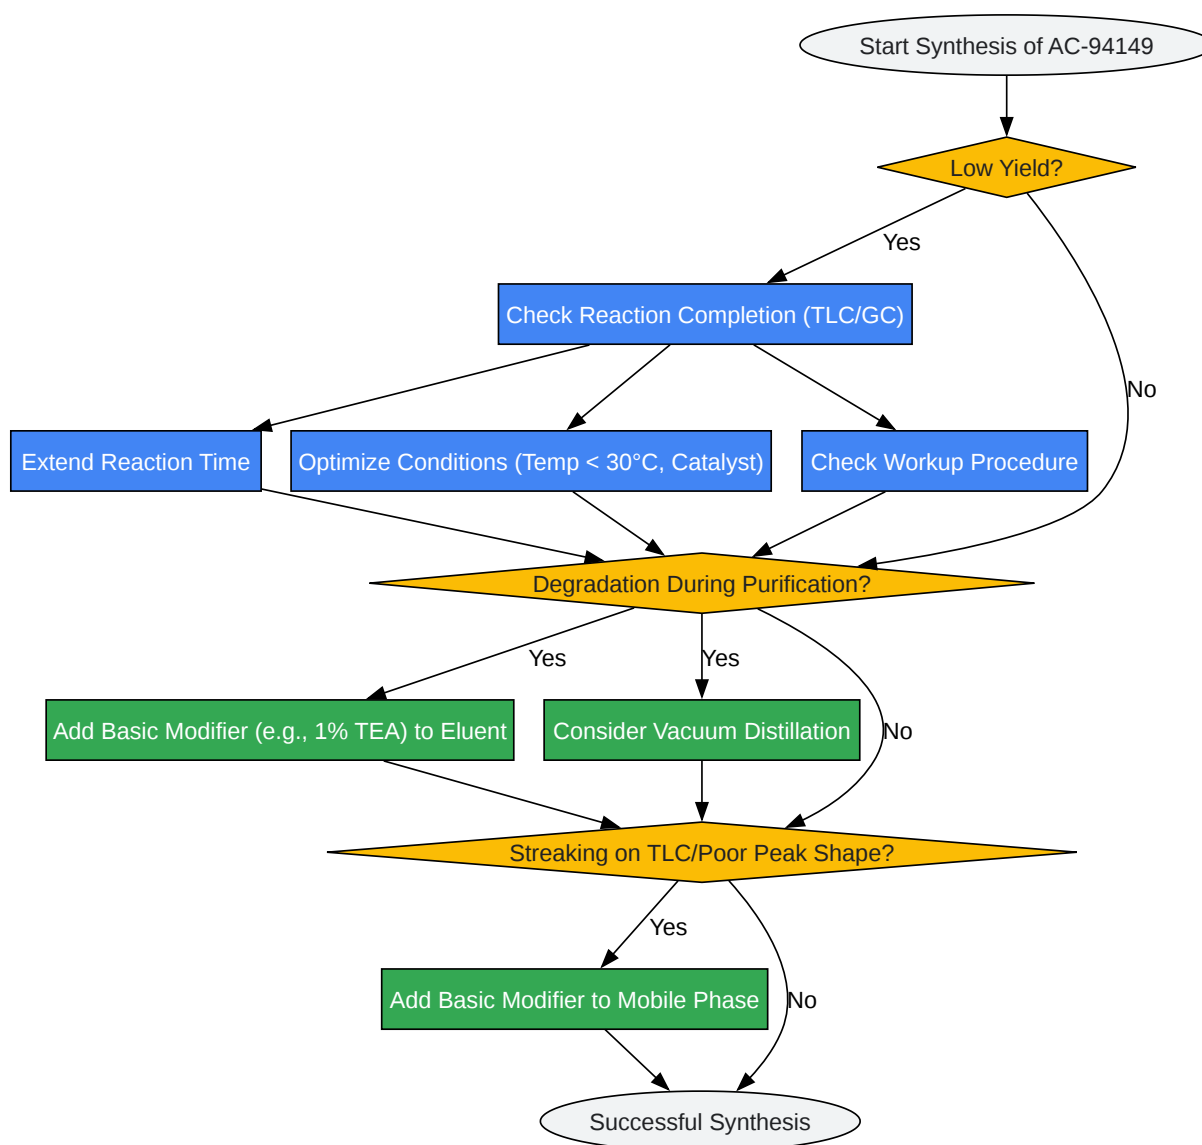 Start Synthesis of AC-94149
Low Yield?
Yes
Check Reaction Completion (TLC/GC)
No
Extend Reaction Time
Optimize Conditions (Temp < 30°C, Catalyst)
Check Workup Procedure
Degradation During Purification?
Yes
Yes
Add Basic Modifier (e.g., 1% TEA) to Eluent
Consider Vacuum Distillation
No
Streaking on TLC/Poor Peak Shape?
Yes
Add Basic Modifier to Mobile Phase
No
Successful Synthesis